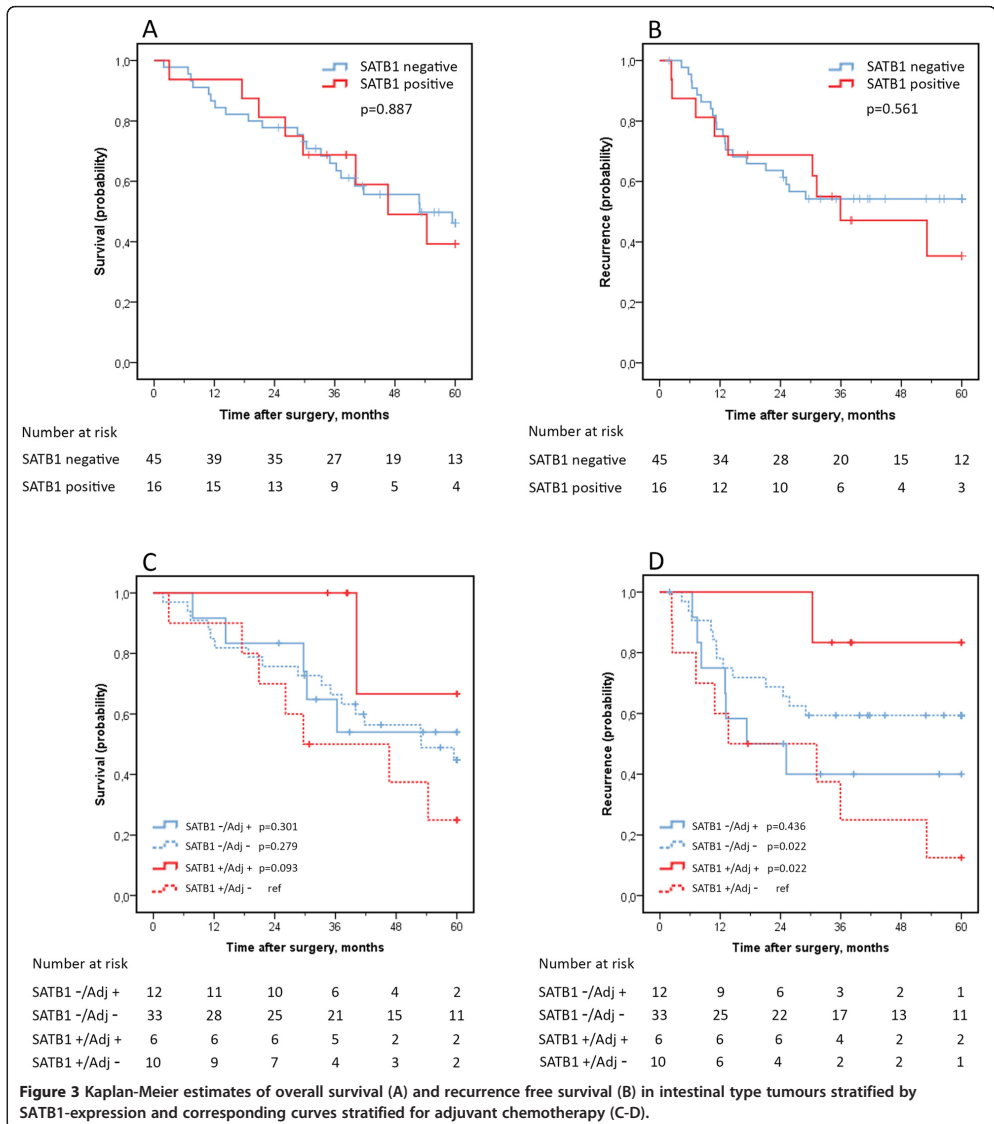 A
SATB1 negative
SATB1 positive
p=0.887
1,0
0,8
0,6
0,4
0,2
0,0
Survival (probability)
0 12 24 36 48 60
Time after surgery, months
Number at risk
SATB1 negative 45 39 35 27 19 13
SATB1 positive 16 15 13 9 5 4
B
SATB1 negative
SATB1 positive
p=0.561
1,0
0,8
0,6
0,4
0,2
0,0
Recurrence (probability)
0 12 24 36 48 60
Time after surgery, months
Number at risk
SATB1 negative 45 34 28 20 15 12
SATB1 positive 16 12 10 6 4 3
C
1,0
0,8
0,6
0,4
0,2
0,0
Survival (probability)
SATB1 −/Adj + p=0.301
SATB1 −/Adj − p=0.279
SATB1 +/Adj + p=0.093
SATB1 +/Adj − ref
0 12 24 36 48 60
Time after surgery, months
Number at risk
SATB1 −/Adj + 12 11 10 6 4 2
SATB1 −/Adj − 33 28 25 21 15 11
SATB1 +/Adj + 6 6 6 5 2 2
SATB1 +/Adj − 10 9 7 4 3 2
D
1,0
0,8
0,6
0,4
0,2
0,0
Recurrence (probability)
SATB1 −/Adj + p=0.436
SATB1 −/Adj − p=0.022
SATB1 +/Adj + p=0.022
SATB1 +/Adj − ref
0 12 24 36 48 60
Time after surgery, months
Number at risk
SATB1 −/Adj + 12 9 6 3 2 1
SATB1 −/Adj − 33 25 22 17 13 11
SATB1 +/Adj + 6 6 6 4 2 2
SATB1 +/Adj − 10 6 4 2 2 1
Figure 3 Kaplan-Meier estimates of overall survival (A) and recurrence free survival (B) in intestinal type tumours stratified by
SATB1-expression and corresponding curves stratified for adjuvant chemotherapy (C-D).